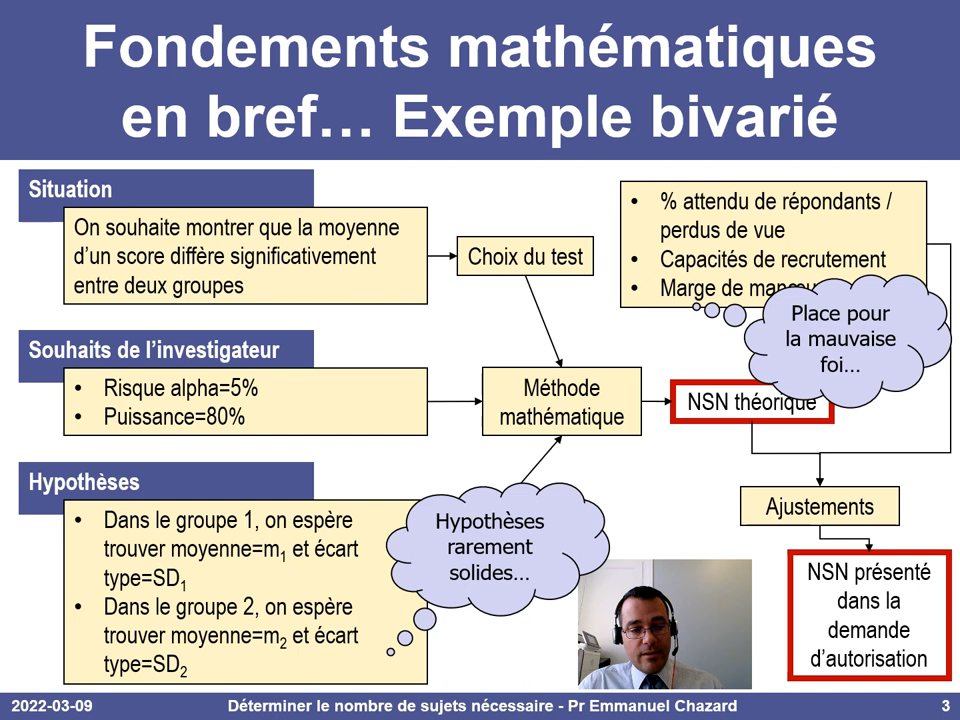 Fondements mathématiques
en bref… Exemple bivarié
Situation
On souhaite montrer que la moyenne
d'un score diffère significativement
entre deux groupes
Choix du test
• % attendu de répondants /
perdus de vue
• Capacités de recrutement
• Marge de
Place pour
la mauvaise
foi…
Souhaits de l'investigateur
• Risque alpha=5%
• Puissance=80%
Méthode
mathématique
NSN théorique
Hypothèses
• Dans le groupe 1, on espère
trouver moyenne=m1 et écart
type=SD1
• Dans le groupe 2, on espère
trouver moyenne=m2 et écart
type=SD2
Hypothèses
rarement
solides…
Ajustements
NSN présenté
dans la
demande
d'autorisation
2022-03-09 Déterminer le nombre de sujets nécessaire - Pr Emmanuel Chazard 3